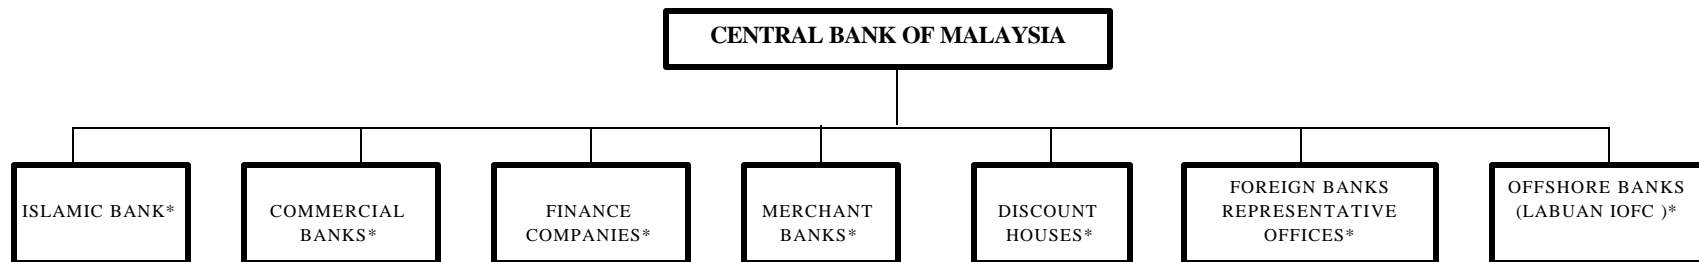 CENTRAL BANK OF MALAYSIA
ISLAMIC BANK*
COMMERCIAL
BANKS*
FINANCE
COMPANIES*
MERCHANT
BANKS*
DISCOUNT
HOUSES*
FOREIGN BANKS
REPRESENTATIVE
OFFICES*
OFFSHORE BANKS
(LABUAN IOFC )*